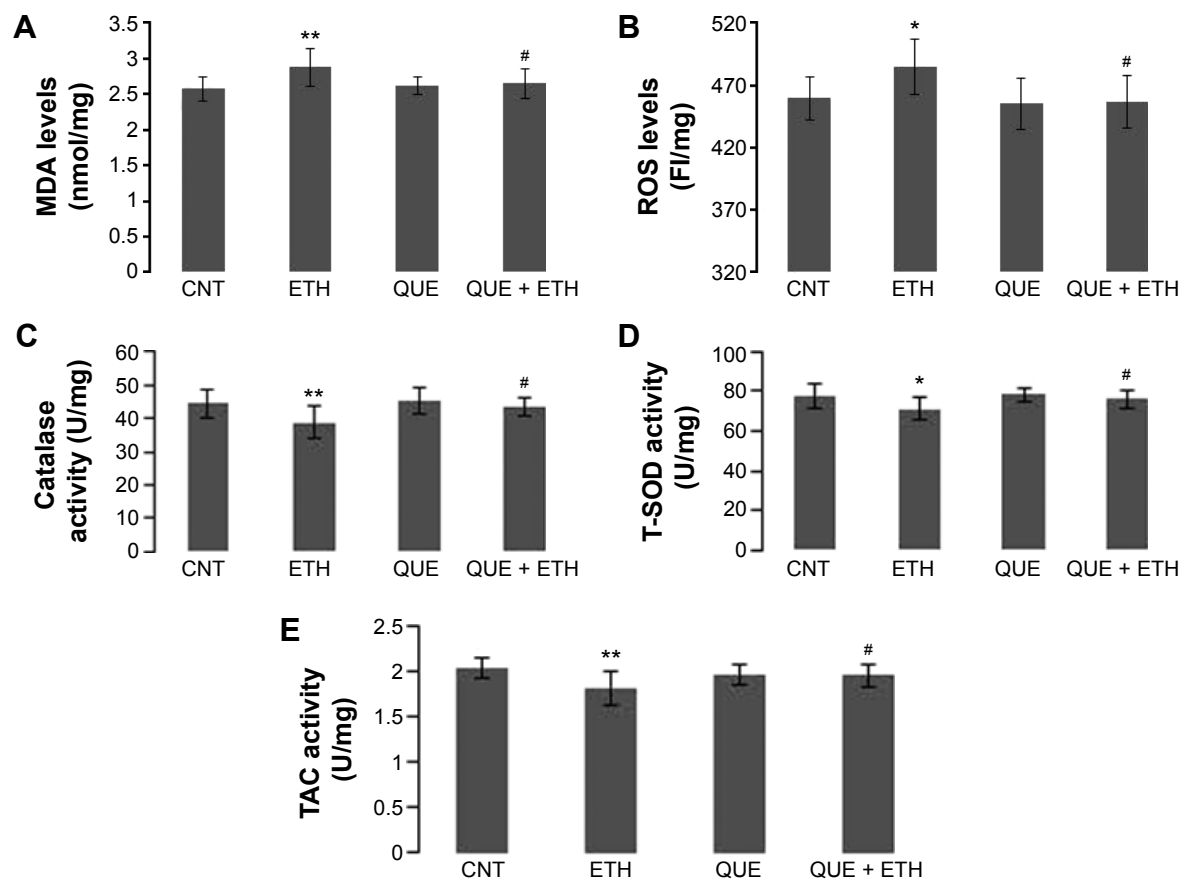 A
MDA levels
(nmol/mg)
3.5
3
2.5
2
1.5
1
0.5
0
**
#
CNT
ETH
QUE
QUE + ETH
B
ROS levels
(FI/mg)
520
470
420
370
320
*
#
CNT
ETH
QUE
QUE + ETH
C
Catalase
activity (U/mg)
60
50
40
30
20
10
0
**
#
CNT
ETH
QUE
QUE + ETH
D
T-SOD activity
(U/mg)
100
80
60
40
20
0
*
#
CNT
ETH
QUE
QUE + ETH
E
TAC activity
(U/mg)
2.5
2
1.5
1
0.5
0
**
#
CNT
ETH
QUE
QUE + ETH